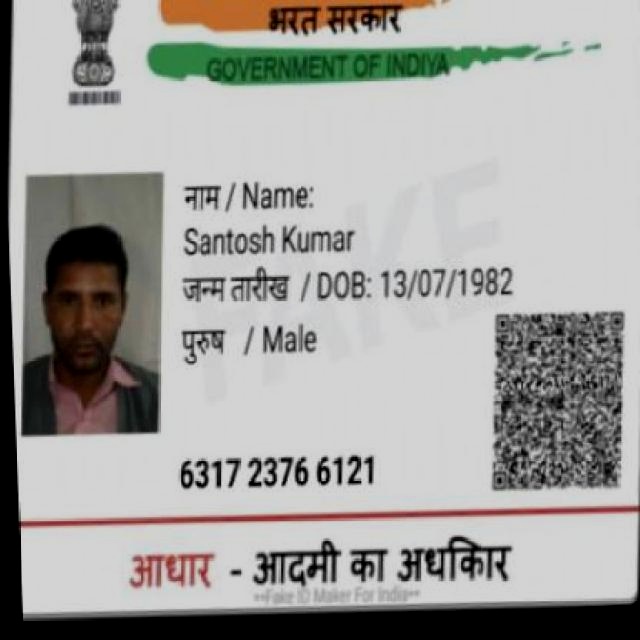 भारत सरकार
GOVERNMENT OF INDIYA
FAKE
नाम / Name:
Santosh Kumar
जन्म तारीख / DOB: 13/07/1982
पुरुष / Male
6317 2376 6121
आधार - आदमी का अधकिार
**Fake ID Maker For India**